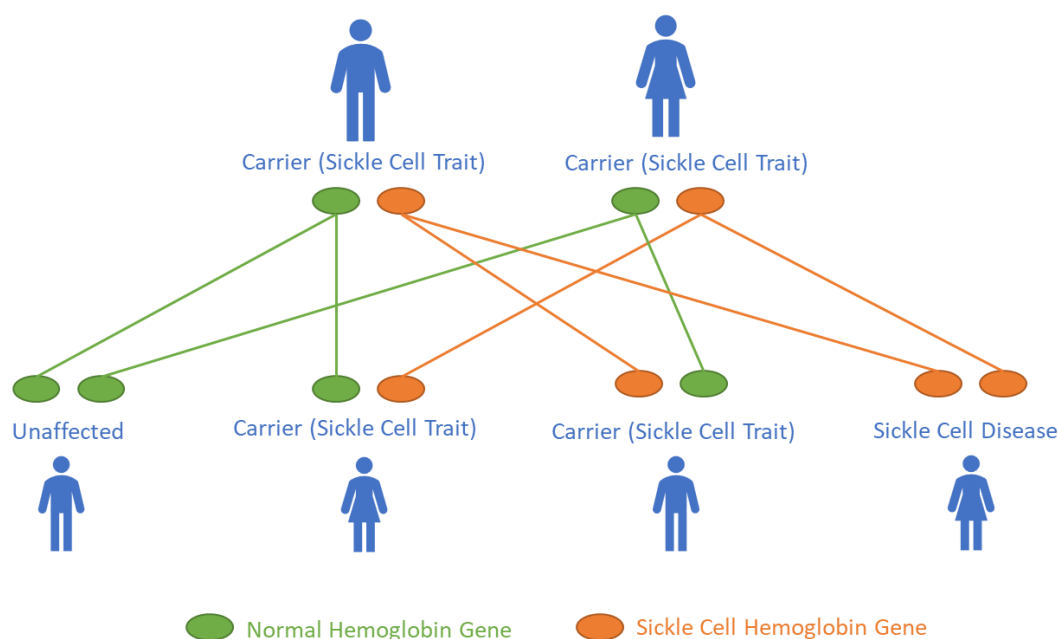 Carrier (Sickle Cell Trait)
Carrier (Sickle Cell Trait)
Unaffected
Carrier (Sickle Cell Trait)
Carrier (Sickle Cell Trait)
Sickle Cell Disease
Normal Hemoglobin Gene
Sickle Cell Hemoglobin Gene